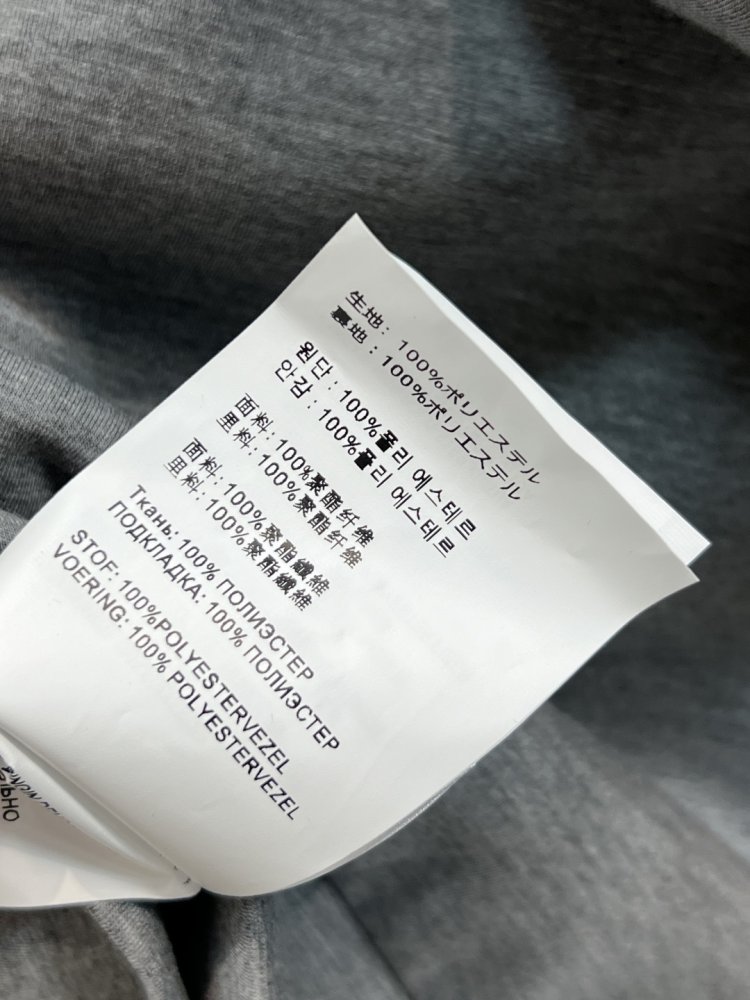 生地: 100%ポリエステル
裏地: 100%ポリエステル
원단: 100%폴리 에스테르
안감: 100%폴리 에스테르
面料: 100%聚酯纤维
里料: 100%聚酯纤维
面料: 100%聚酯纖維
里料: 100%聚酯纖維
Ткань: 100% ПОЛИЭСТЕР
ПОДКЛАДКА: 100% ПОЛИЭСТЕР
STOF: 100%POLYESTERVEZEL
VOERING: 100% POLYESTERVEZEL